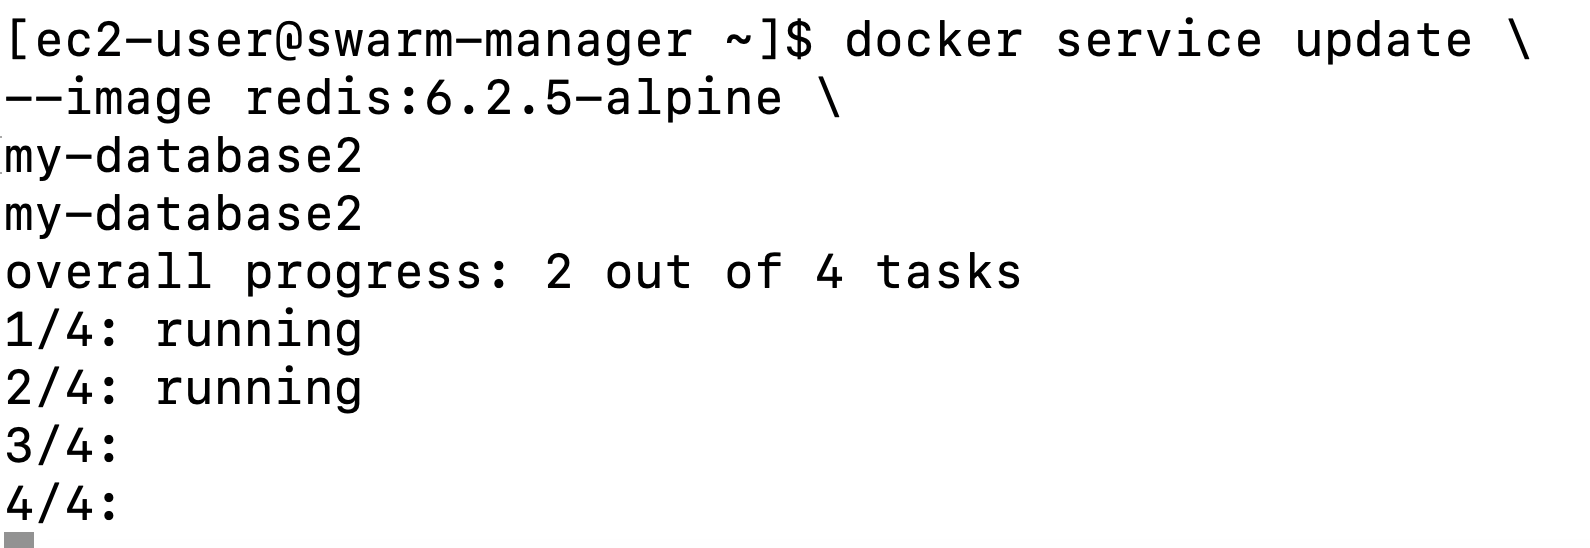 [ec2-user@swarm-manager ~]$ docker service update \
--image redis:6.2.5-alpine \
my-database2
my-database2
overall progress: 2 out of 4 tasks
1/4: running
2/4: running
3/4:
4/4: